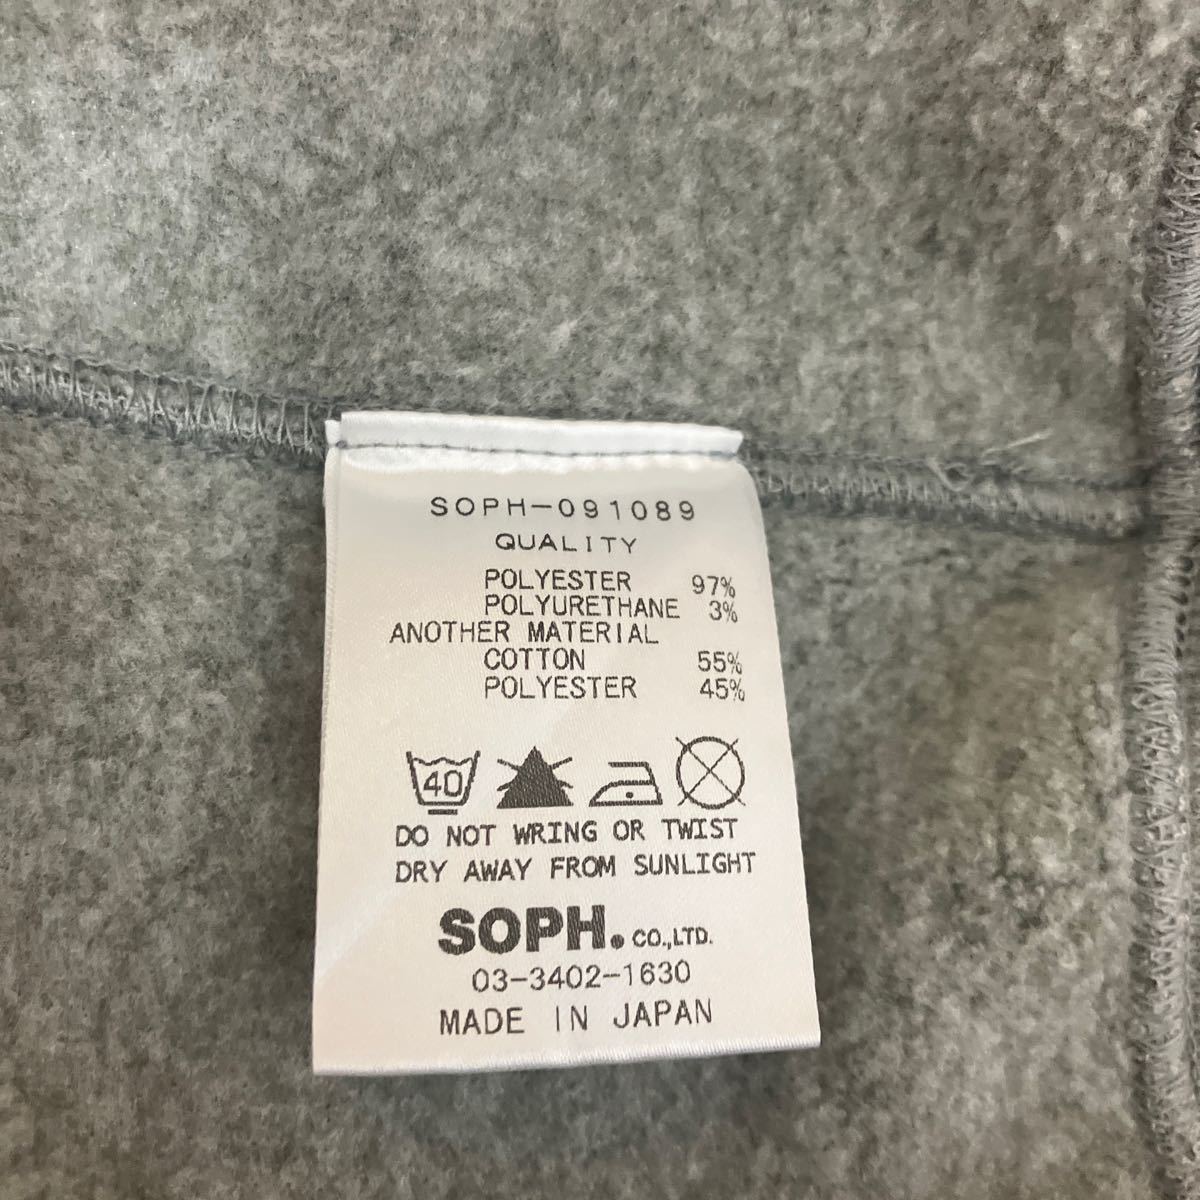 SOPH-091089
QUALITY
POLYESTER 97%
POLYURETHANE 3%
ANOTHER MATERIAL
COTTON 55%
POLYESTER 45%
40
DO NOT WRING OR TWIST
DRY AWAY FROM SUNLIGHT
SOPH. CO.,LTD.
03-3402-1630
MADE IN JAPAN